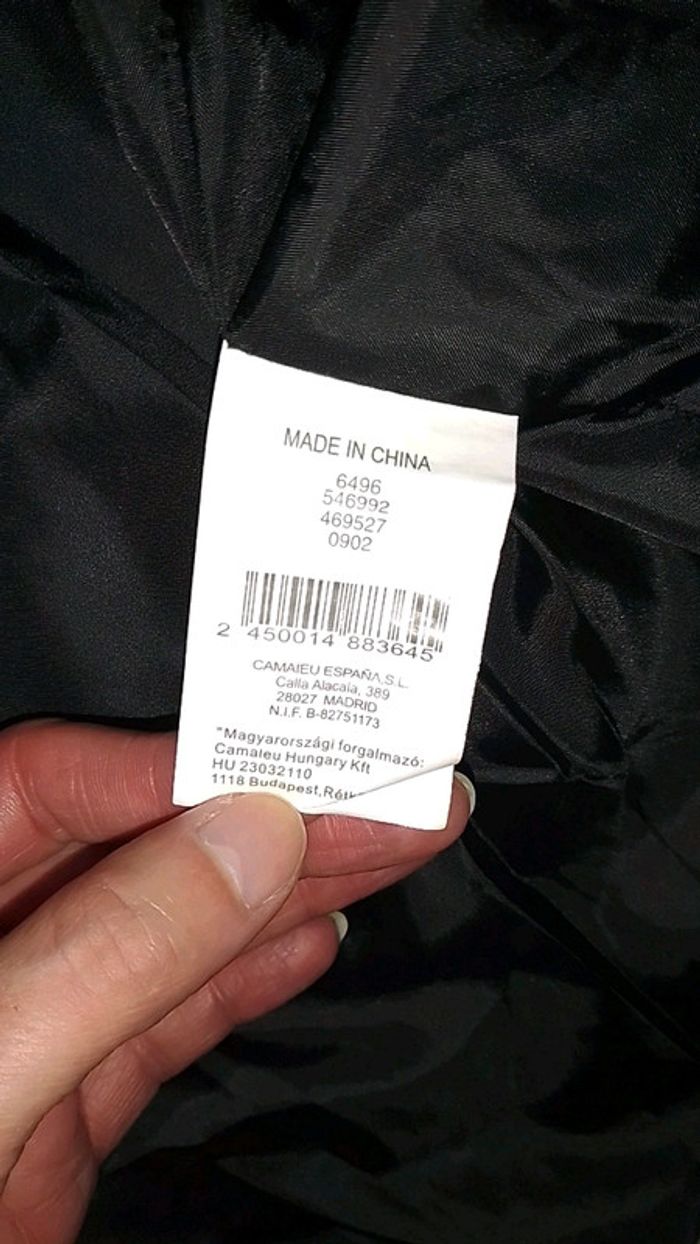 MADE IN CHINA
6496
546992
469527
0902
2 450014 883645
CAMAIEU ESPAÑA,S.L.
Calla Alacala, 389
28027 MADRID
N.I.F. B-82751173
"Magyarországi forgalmazó:
Camaieu Hungary Kft
HU 23032110
1118 Budapest,